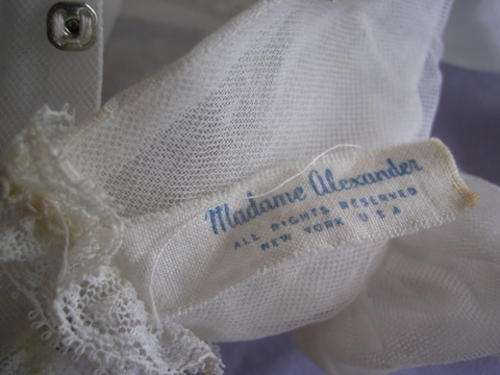 Madame Alexander
ALL RIGHTS RESERVED
NEW YORK U.S.A